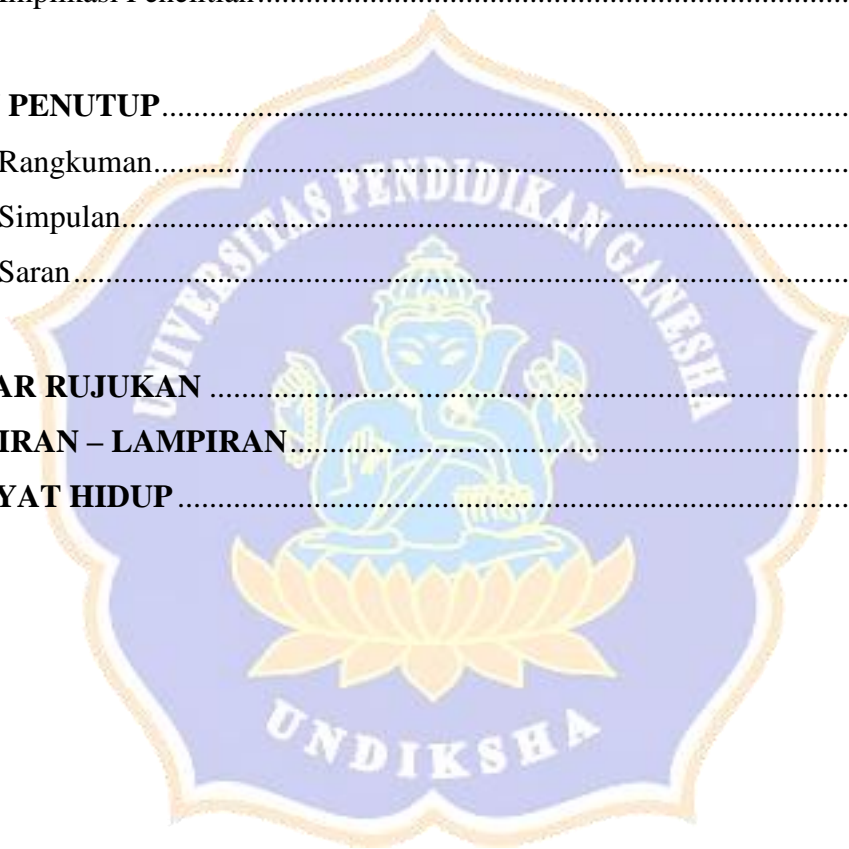 Implikasi Penelitian
PENUTUP
Rangkuman
Simpulan
Saran
AR RUJUKAN
IRAN – LAMPIRAN
YAT HIDUP
UNIVERSITAS PENDIDIKAN GANESHA
UNDIKSHA